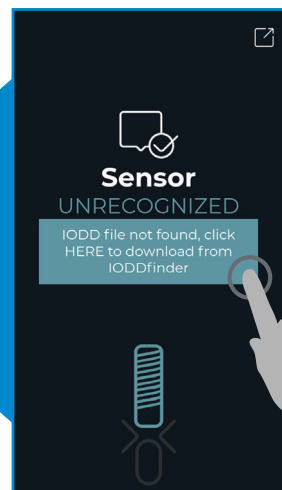 Sensor
UNRECOGNIZED
IODD file not found, click
HERE to download from
IODDfinder